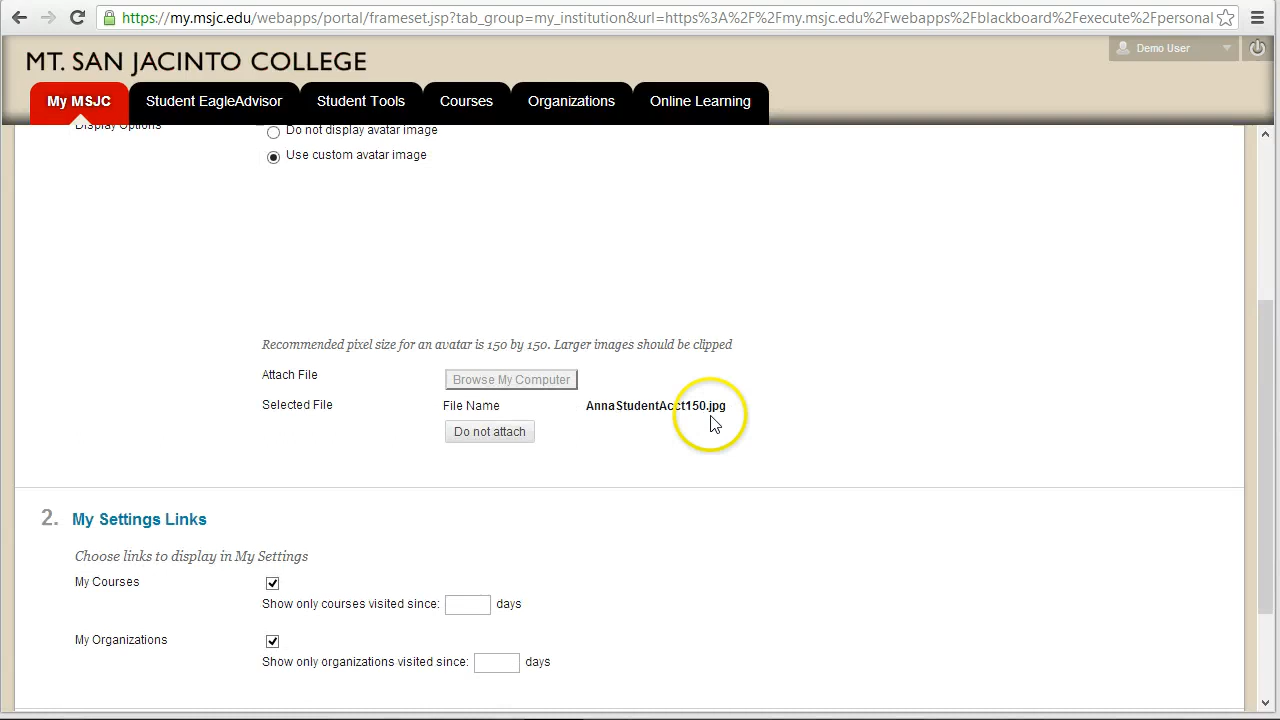 https://my.msjc.edu/webapps/portal/frameset.jsp?tab_group=my_institution&url=https%3A%2F%2Fmy.msjc.edu%2Fwebapps%2Fblackboard%2Fexecute%2Fpersonal
MT. SAN JACINTO COLLEGE
Demo User
My MSJC Student EagleAdvisor Student Tools Courses Organizations Online Learning
Display Options
Do not display avatar image
Use custom avatar image
Recommended pixel size for an avatar is 150 by 150. Larger images should be clipped
Attach File Browse My Computer
Selected File File Name AnnaStudentAcct150.jpg
Do not attach
2. My Settings Links
Choose links to display in My Settings
My Courses
Show only courses visited since: days
My Organizations
Show only organizations visited since: days